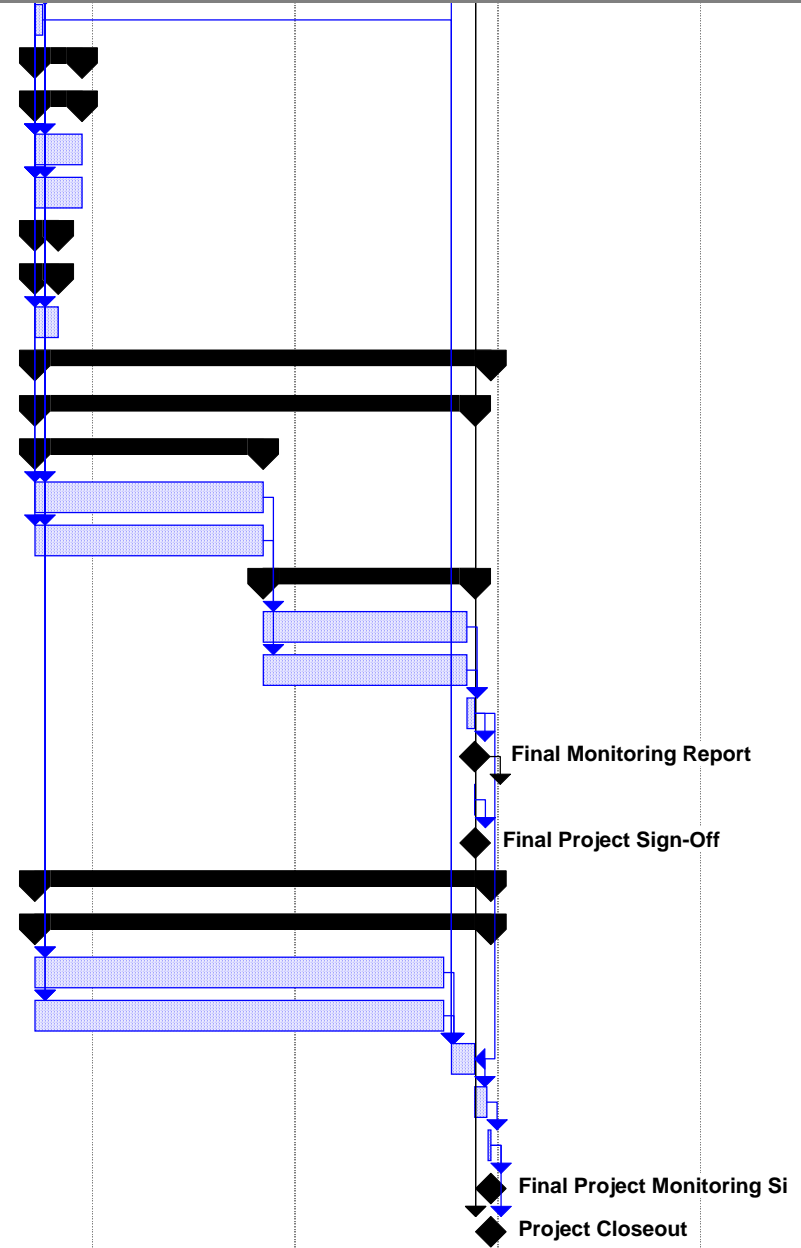 Final Monitoring Report
Final Project Sign-Off
Final Project Monitoring Si
Project Closeout